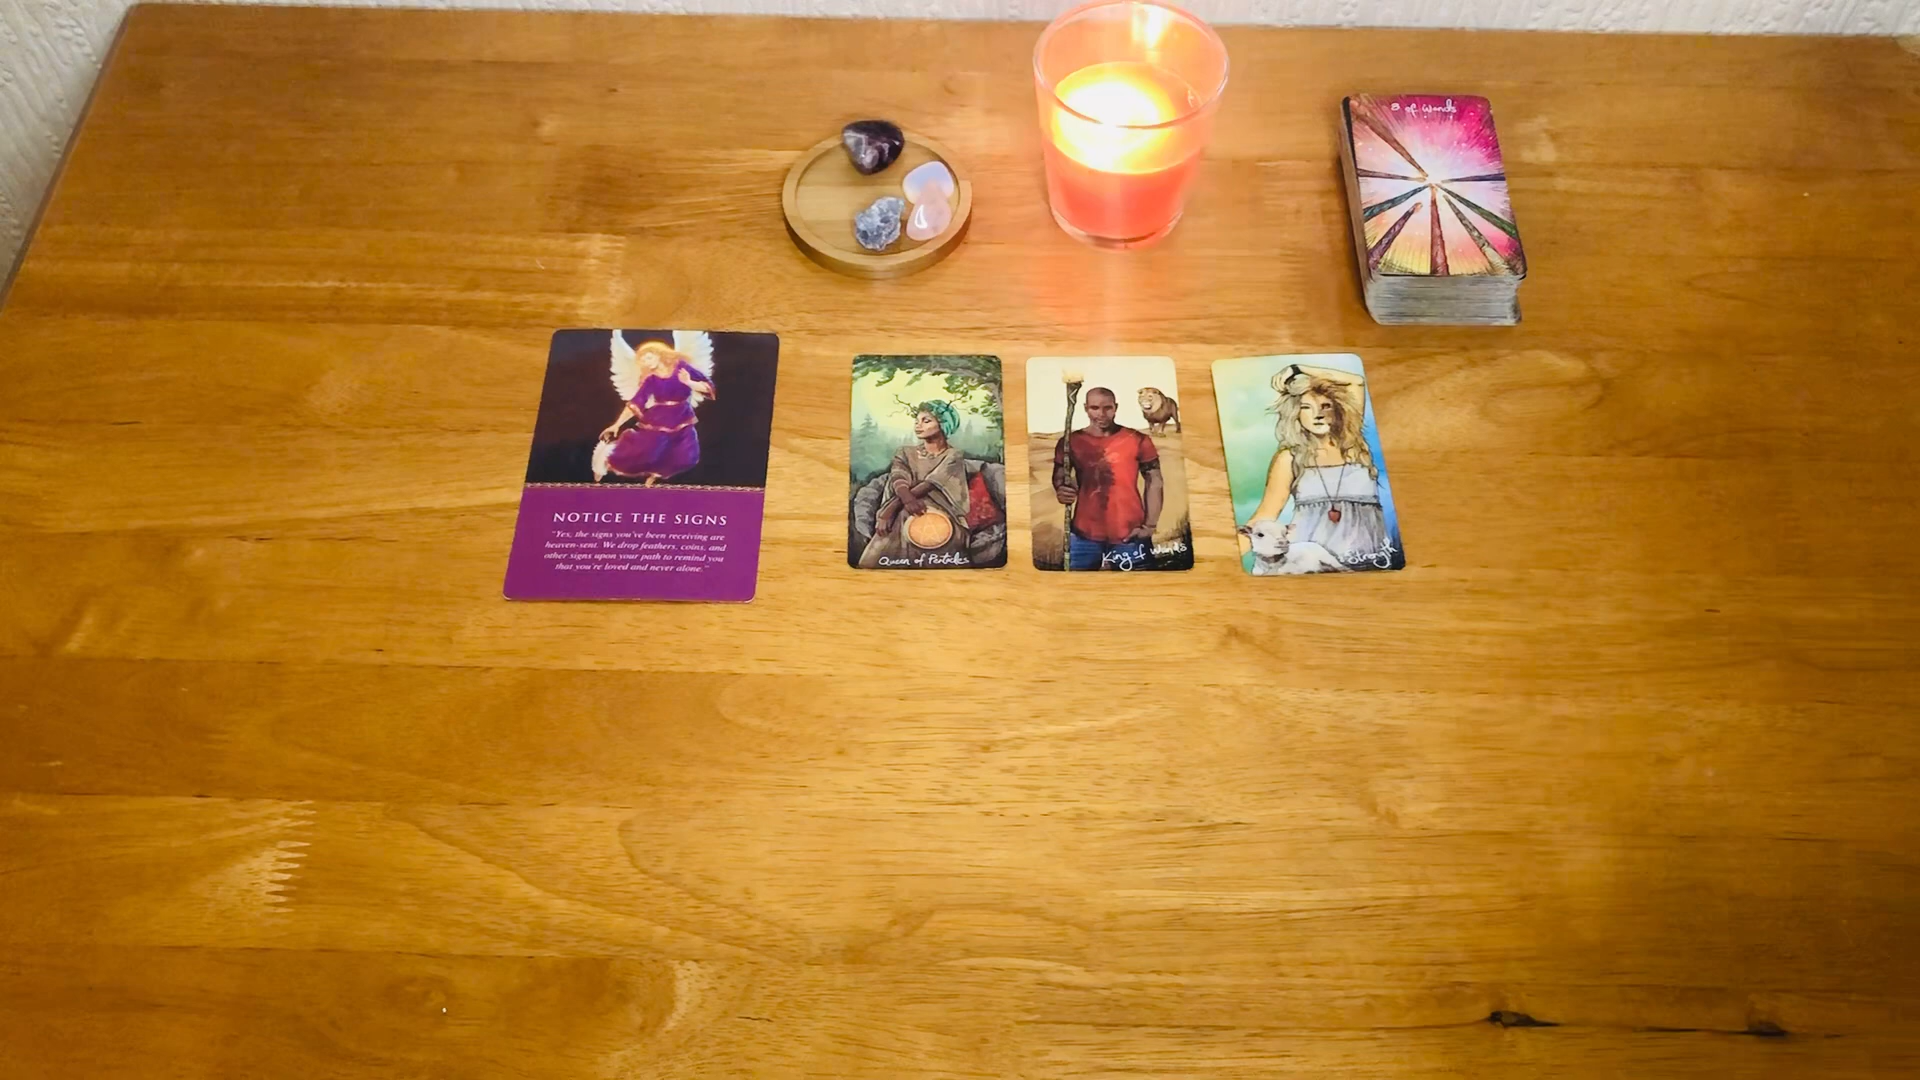 8 of Wands
NOTICE THE SIGNS
"Yes, the signs you've been receiving are
heaven-sent. We drop feathers, coins, and
other signs upon your path to remind you
that you're loved and never alone."
Queen of Pentacles
King of Wands
Strength